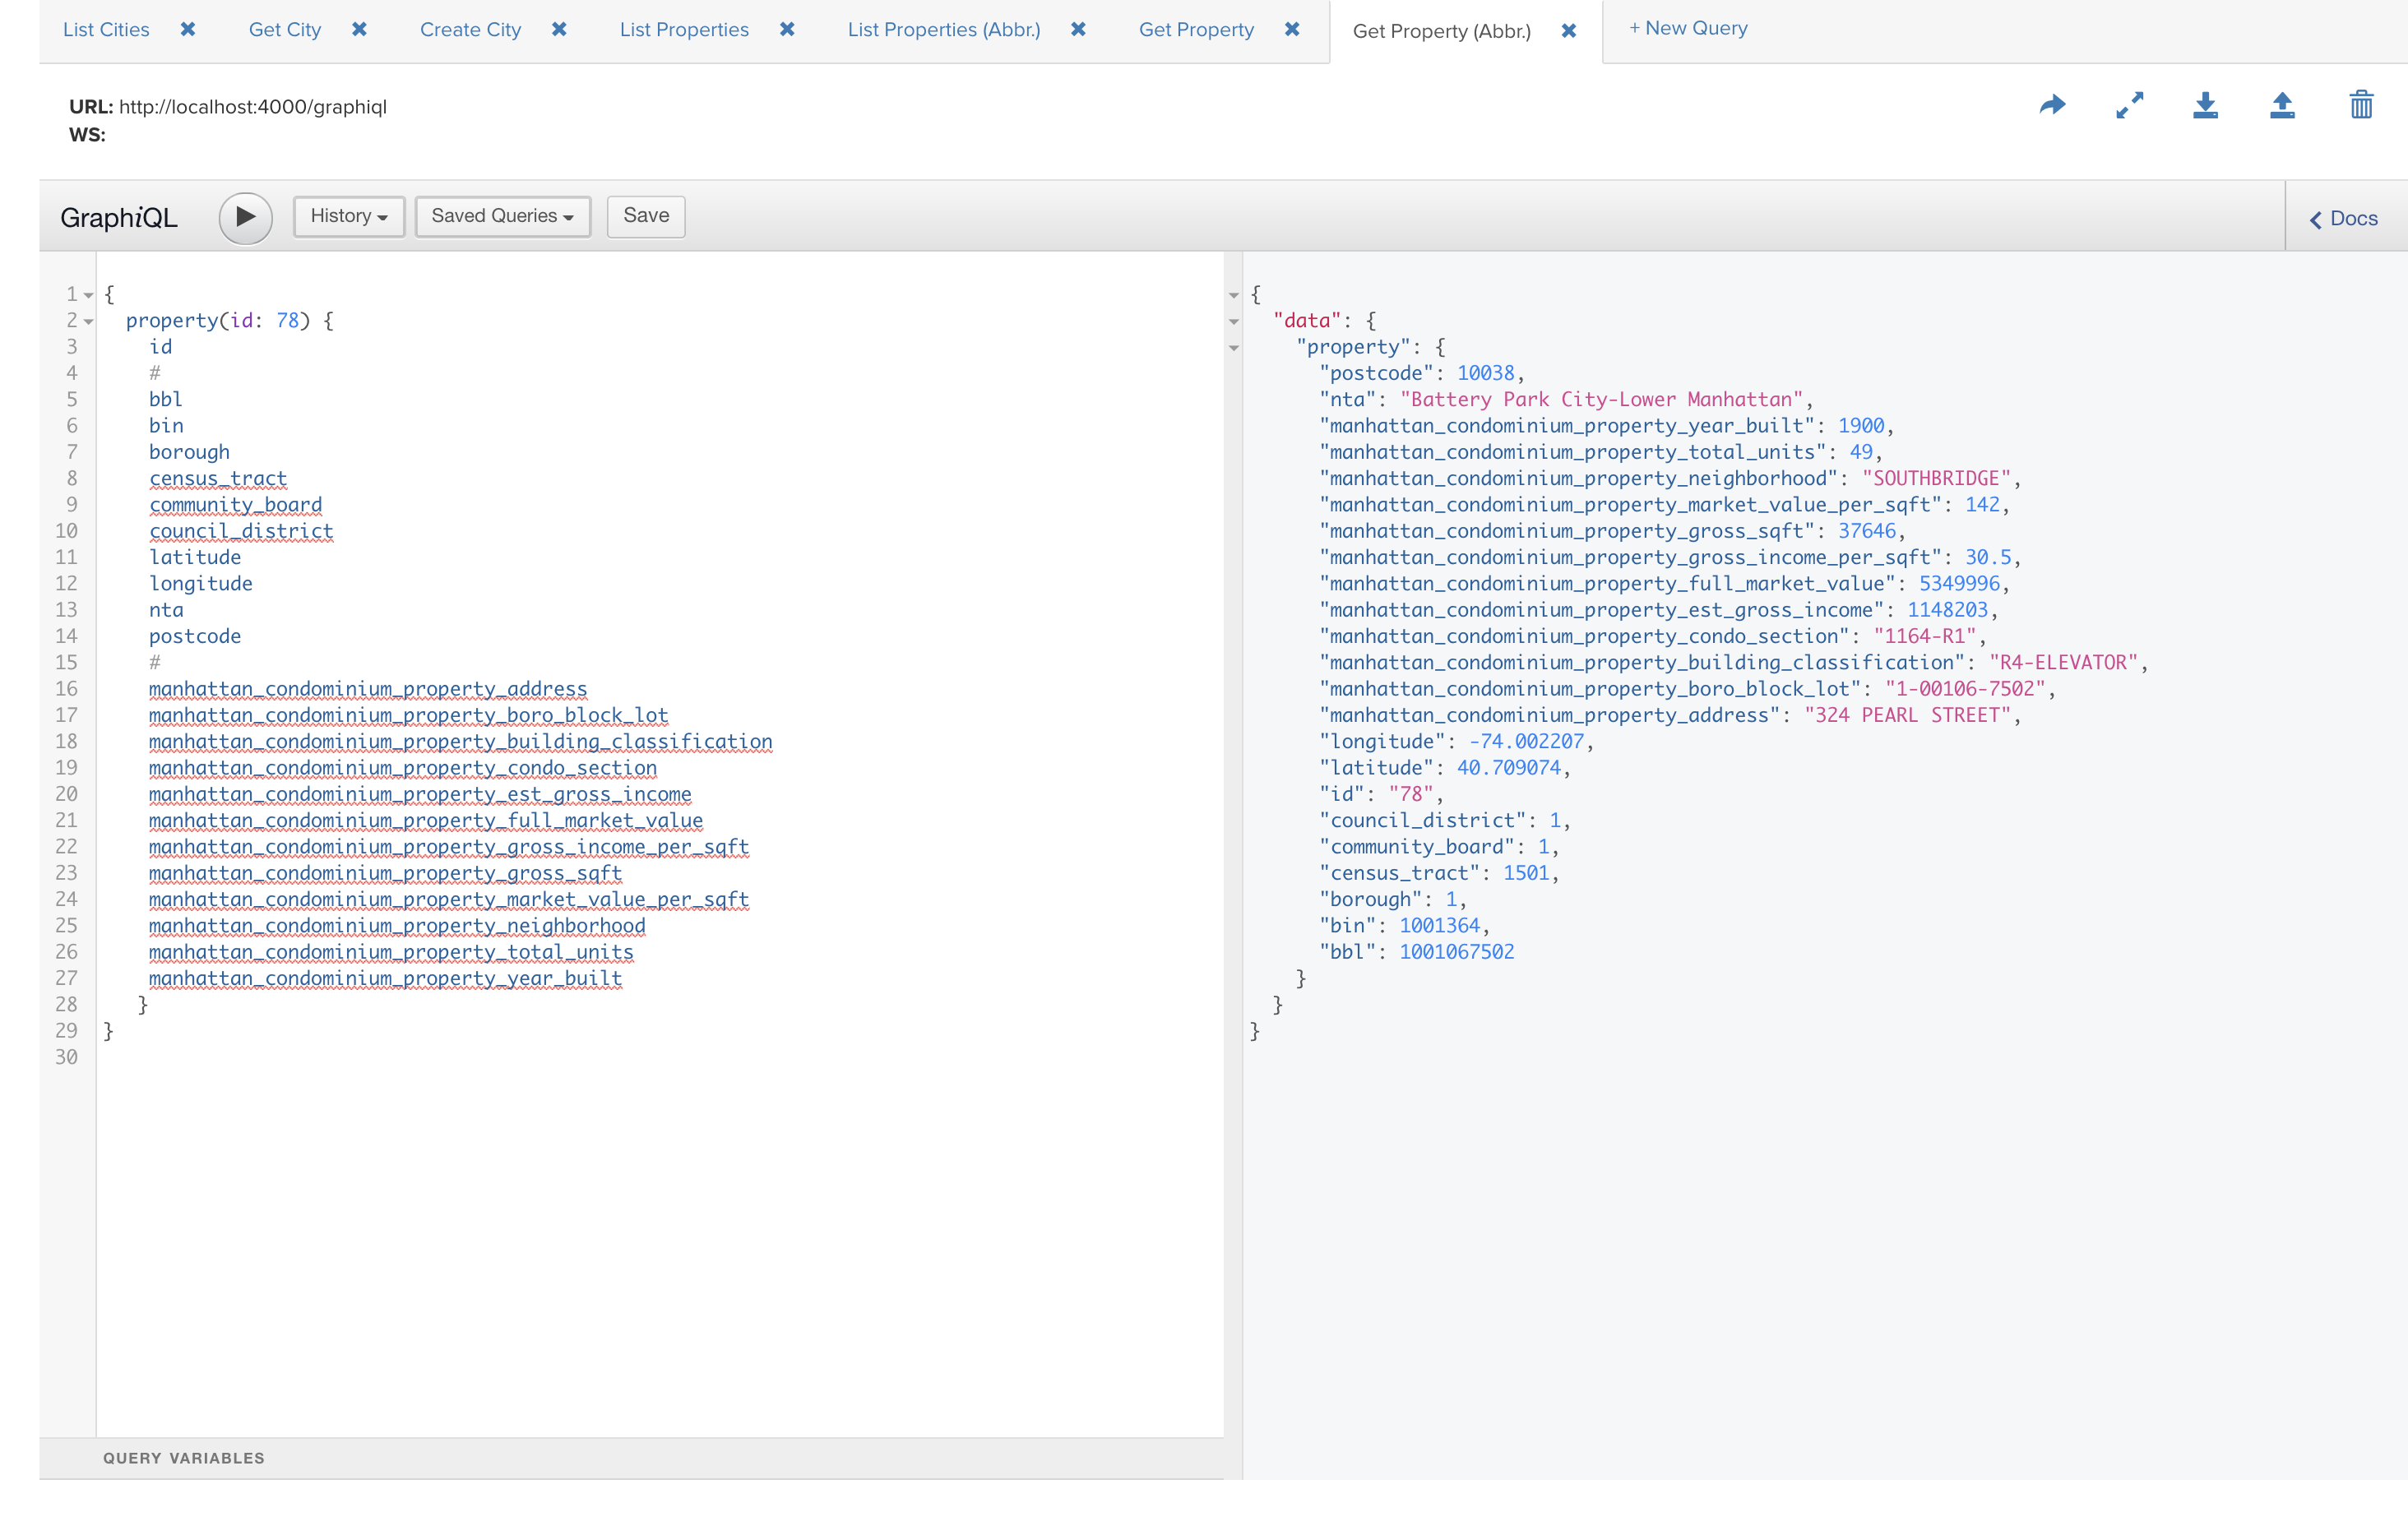 List Cities ✖ Get City ✖ Create City ✖ List Properties ✖ List Properties (Abbr.) ✖ Get Property ✖ Get Property (Abbr.) ✖ + New Query
URL: http://localhost:4000/graphiql
WS:
GraphiQL History Saved Queries Save Docs
1 {
2 property(id: 78) {
3 id
4 #
5 bbl
6 bin
7 borough
8 census_tract
9 community_board
10 council_district
11 latitude
12 longitude
13 nta
14 postcode
15 #
16 manhattan_condominium_property_address
17 manhattan_condominium_property_boro_block_lot
18 manhattan_condominium_property_building_classification
19 manhattan_condominium_property_condo_section
20 manhattan_condominium_property_est_gross_income
21 manhattan_condominium_property_full_market_value
22 manhattan_condominium_property_gross_income_per_sqft
23 manhattan_condominium_property_gross_sqft
24 manhattan_condominium_property_market_value_per_sqft
25 manhattan_condominium_property_neighborhood
26 manhattan_condominium_property_total_units
27 manhattan_condominium_property_year_built
28 }
29 }
30
QUERY VARIABLES
{
"data": {
"property": {
"postcode": 10038,
"nta": "Battery Park City-Lower Manhattan",
"manhattan_condominium_property_year_built": 1900,
"manhattan_condominium_property_total_units": 49,
"manhattan_condominium_property_neighborhood": "SOUTHBRIDGE",
"manhattan_condominium_property_market_value_per_sqft": 142,
"manhattan_condominium_property_gross_sqft": 37646,
"manhattan_condominium_property_gross_income_per_sqft": 30.5,
"manhattan_condominium_property_full_market_value": 5349996,
"manhattan_condominium_property_est_gross_income": 1148203,
"manhattan_condominium_property_condo_section": "1164-R1",
"manhattan_condominium_property_building_classification": "R4-ELEVATOR",
"manhattan_condominium_property_boro_block_lot": "1-00106-7502",
"manhattan_condominium_property_address": "324 PEARL STREET",
"longitude": -74.002207,
"latitude": 40.709074,
"id": "78",
"council_district": 1,
"community_board": 1,
"census_tract": 1501,
"borough": 1,
"bin": 1001364,
"bbl": 1001067502
}
}
}